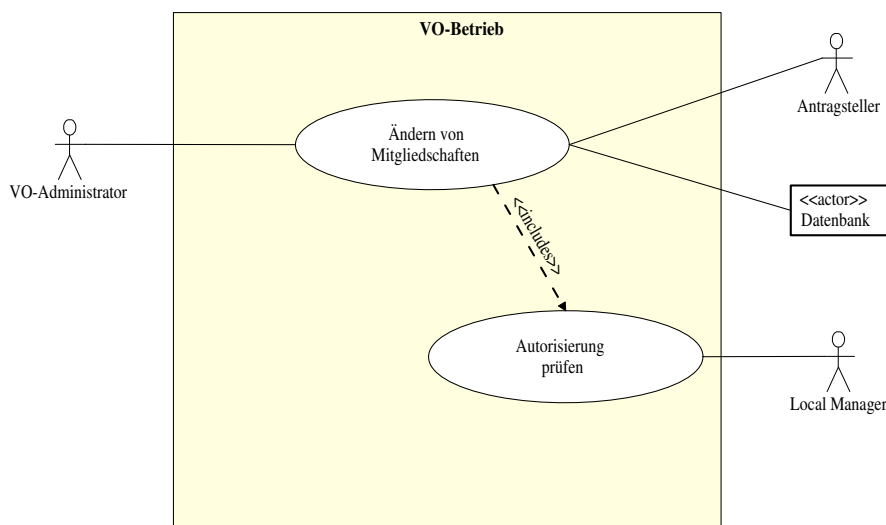 VO-Betrieb
Antragsteller
Ändern von
Mitgliedschaften
VO-Administrator
<<actor>>
Datenbank
<<includes>>
Autorisierung
prüfen
Local Manager